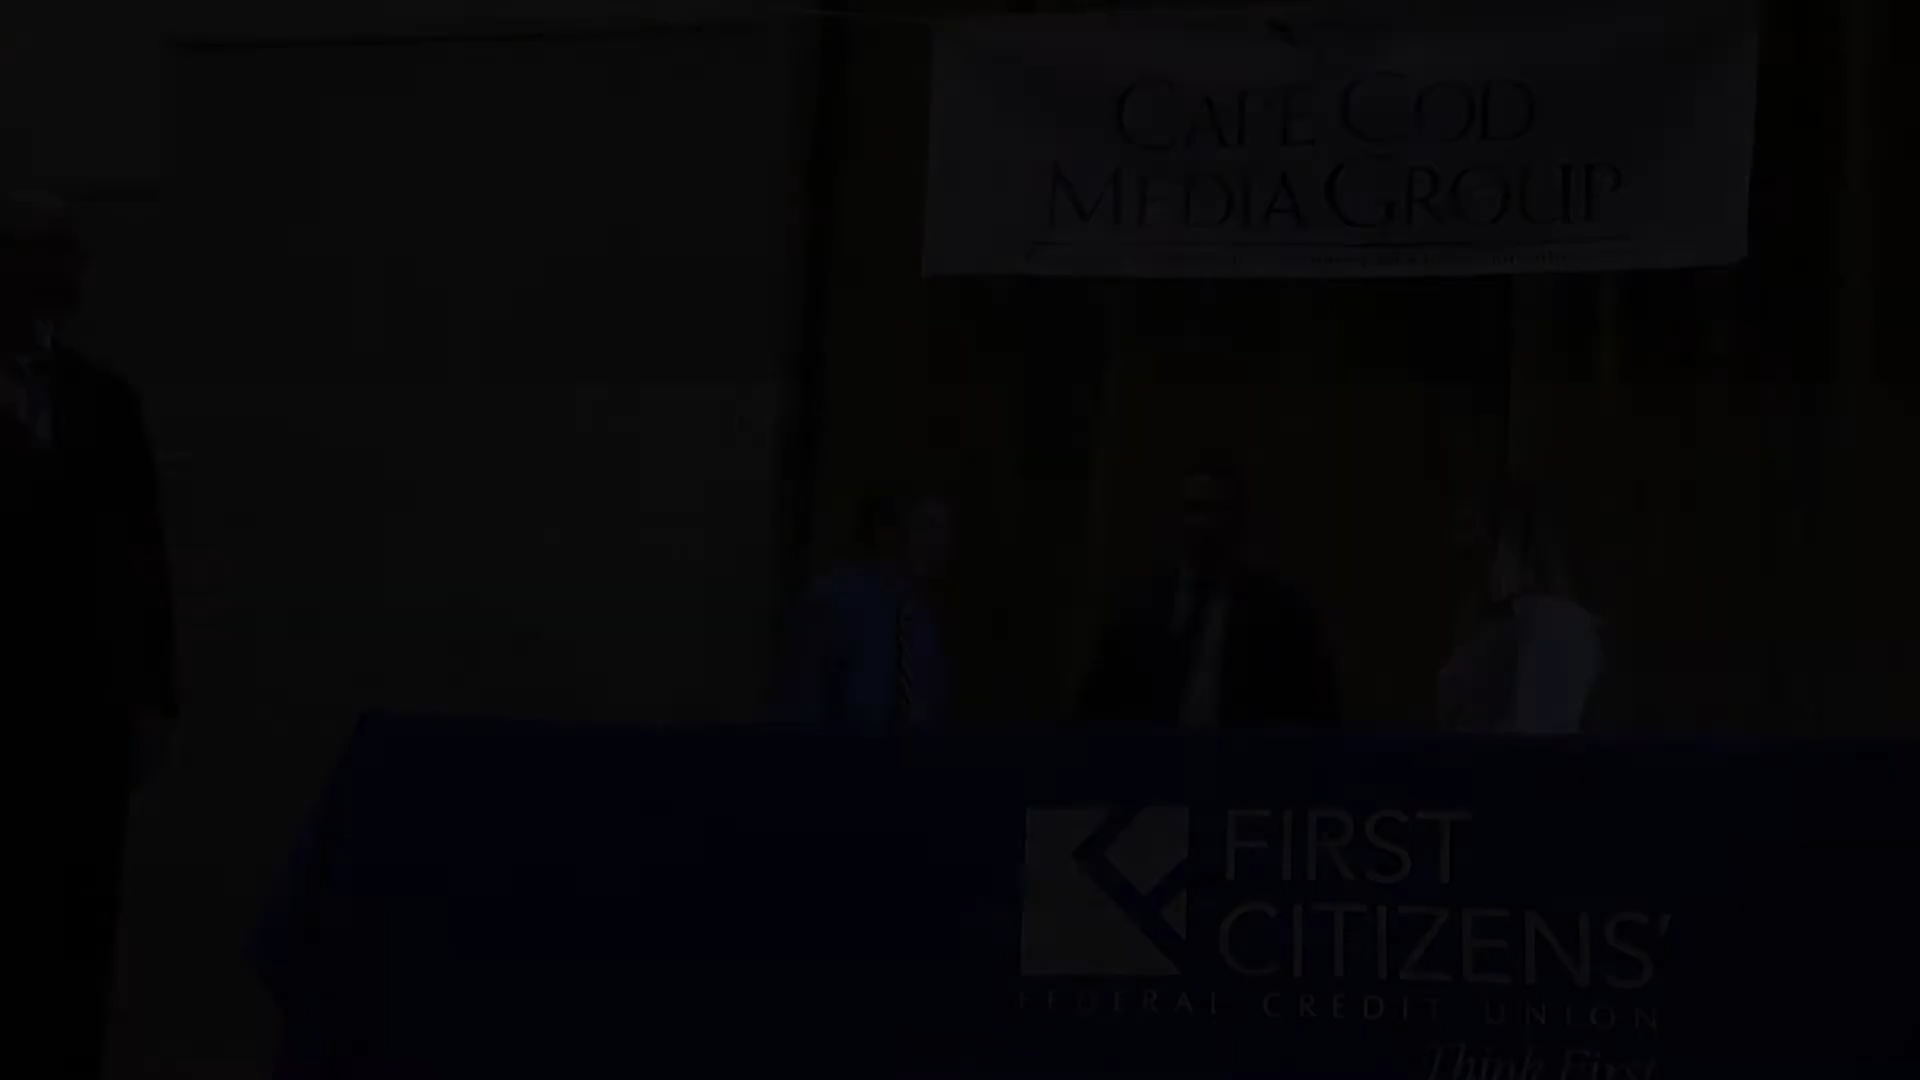 CAPE COD
MEDIA GROUP
FIRST
CITIZENS'
FEDERAL CREDIT UNION
Think First